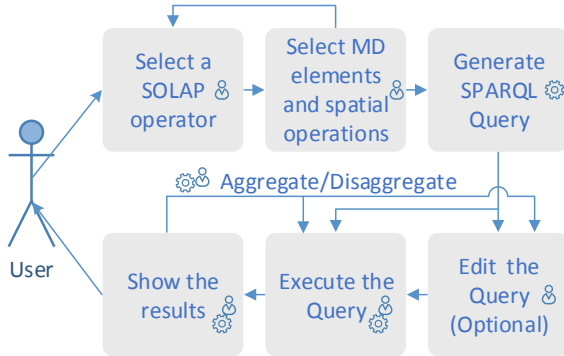 Select a
SOLAP
operator
Select MD
elements
and spatial
operations
Generate
SPARQL
Query
Aggregate/Disaggregate
User
Show the
results
Execute the
Query
Edit the
Query
(Optional)